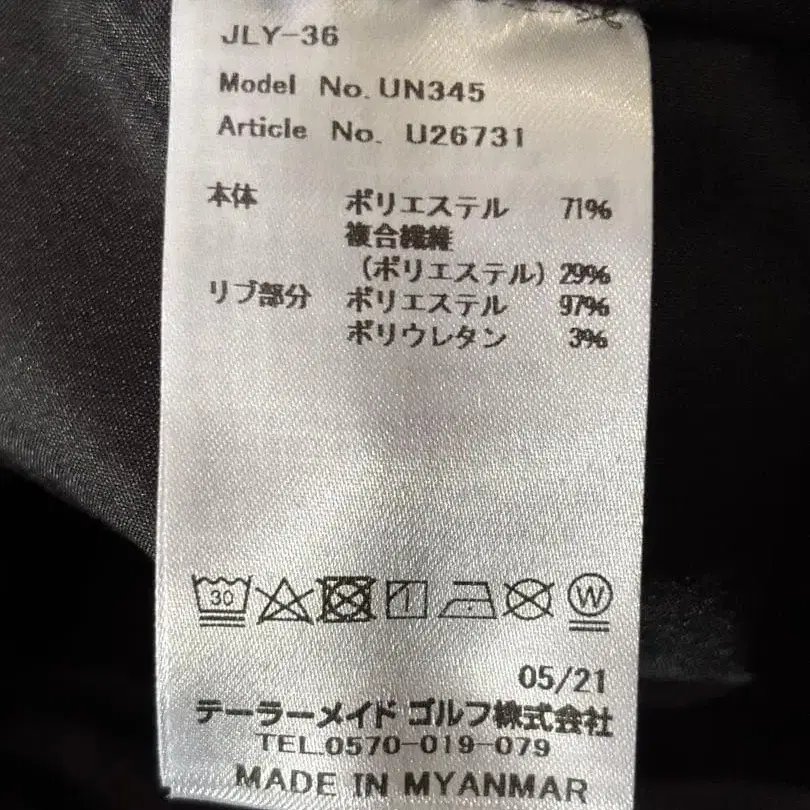 JLY-36
Model No. UN345
Article No. U26731
本体 ポリエステル 71%
複合繊維
(ポリエステル) 29%
リブ部分 ポリエステル 97%
ポリウレタン 3%
30 W
05/21
テーラーメイド ゴルフ株式会社
TEL.0570-019-079
MADE IN MYANMAR